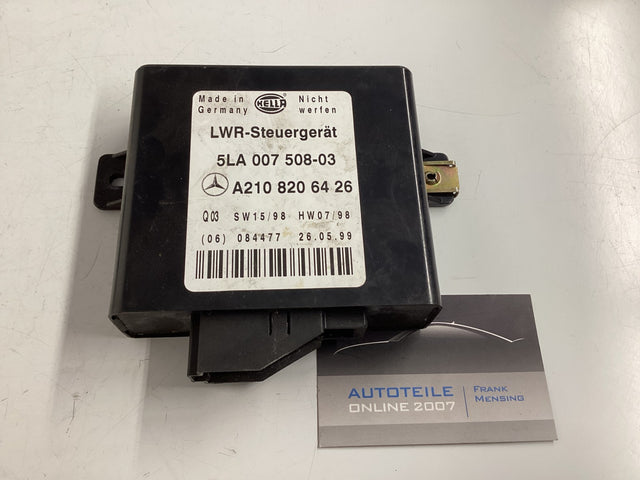 Made in Germany
HELLA
Nicht werfen
LWR-Steuergerät
5LA 007 508-03
A210 820 64 26
Q03 SW15/98 HW07/98
(06) 084477 26.05.99
AUTOTEILE ONLINE 2007
FRANK MENSING